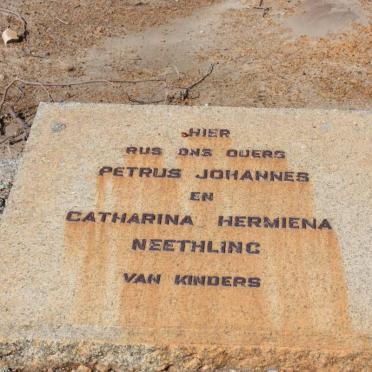 HIER
RUS ONS OUERS
PETRUS JOHANNES
EN
CATHARINA HERMIENA
NEETHLING
VAN KINDERS